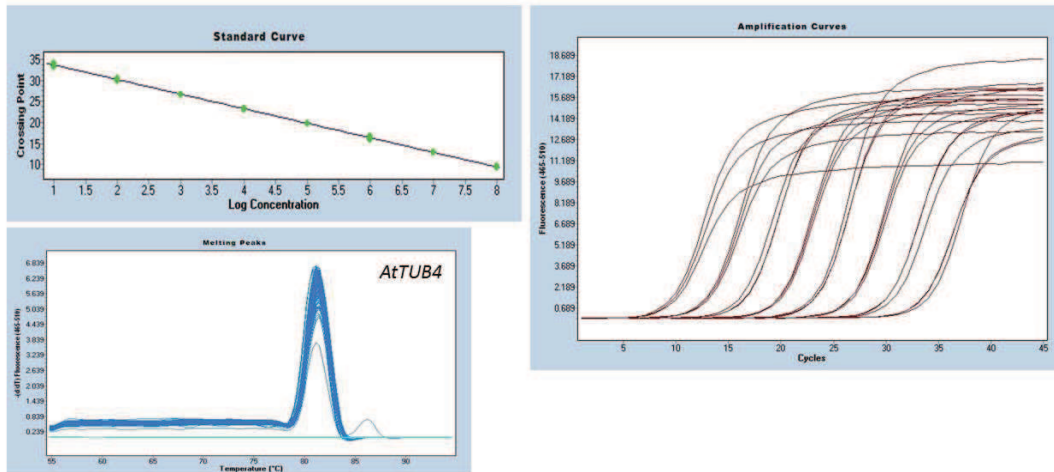 Standard Curve
Crossing Point
35
30
25
20
15
10
1 1.5 2 2.5 3 3.5 4 4.5 5 5.5 6 6.5 7 7.5 8
Log Concentration
Melting Peaks
AtTUB4
-(d/dT) Fluorescence (465-510)
6.839
6.239
5.639
5.039
4.439
3.839
3.239
2.639
2.039
1.439
0.839
0.239
55 60 65 70 75 80 85 90
Temperature (°C)
Amplification Curves
Fluorescence (465-510)
18.689
17.189
15.689
14.189
12.689
11.189
9.689
8.189
6.689
5.189
3.689
2.189
0.689
5 10 15 20 25 30 35 40 45
Cycles